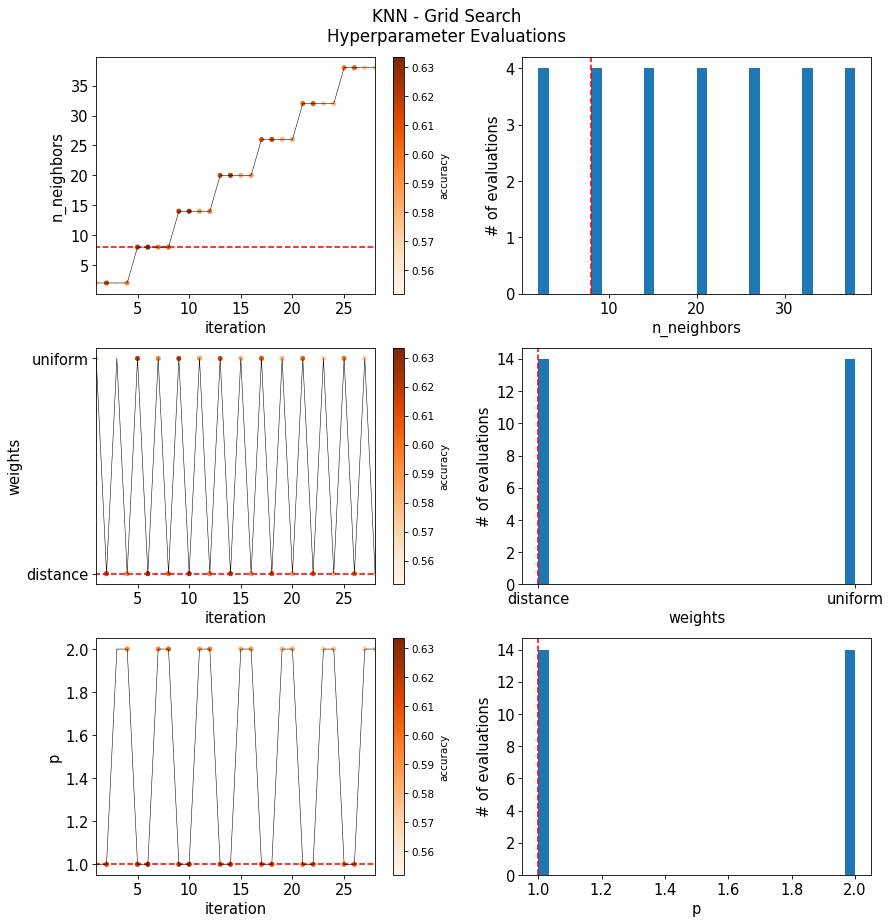 KNN - Grid Search
Hyperparameter Evaluations
35
30
25
20
15
10
5
n_neighbors
5 10 15 20 25
iteration
0.63
0.62
0.61
0.60
0.59
0.58
0.57
0.56
accuracy
4
3
2
1
0
# of evaluations
10 20 30
n_neighbors
uniform
distance
weights
5 10 15 20 25
iteration
0.63
0.62
0.61
0.60
0.59
0.58
0.57
0.56
accuracy
14
12
10
8
6
4
2
0
# of evaluations
distance uniform
weights
2.0
1.8
1.6
1.4
1.2
1.0
p
5 10 15 20 25
iteration
0.63
0.62
0.61
0.60
0.59
0.58
0.57
0.56
accuracy
14
12
10
8
6
4
2
0
# of evaluations
1.0 1.2 1.4 1.6 1.8 2.0
p